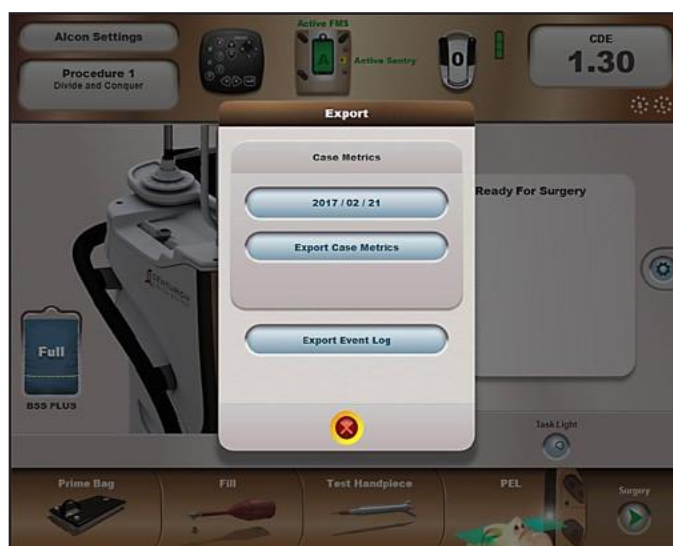 Alcon Settings
Procedure 1
Divide and Conquer
Active FMS
A
Active Sentry
0
CDE
1.30
Export
Case Metrics
2017 / 02 / 21
Export Case Metrics
Export Event Log
Ready For Surgery
CENTURION
Full
BSS PLUS
Task Light
Prime Bag
Fill
Test Handpiece
PEL
Surgery